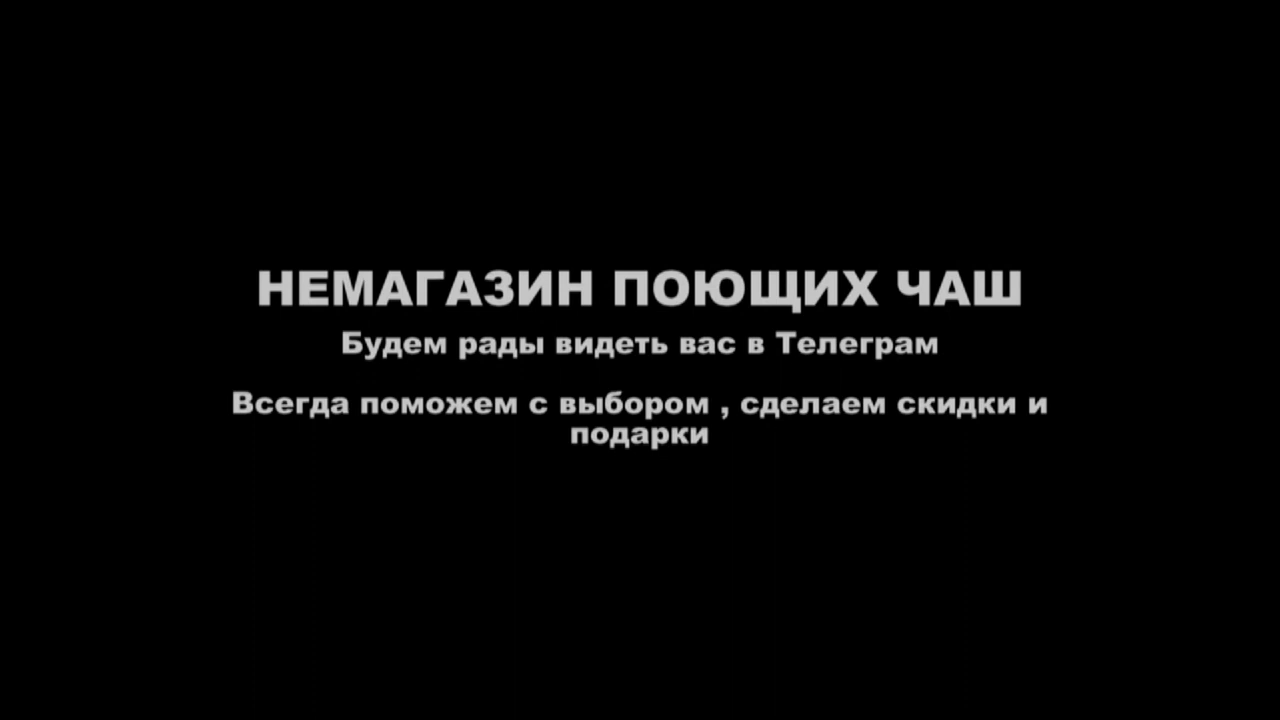 НЕМАГАЗИН ПОЮЩИХ ЧАШ
Будем рады видеть вас в Телеграм
Всегда поможем с выбором , сделаем скидки и
подарки